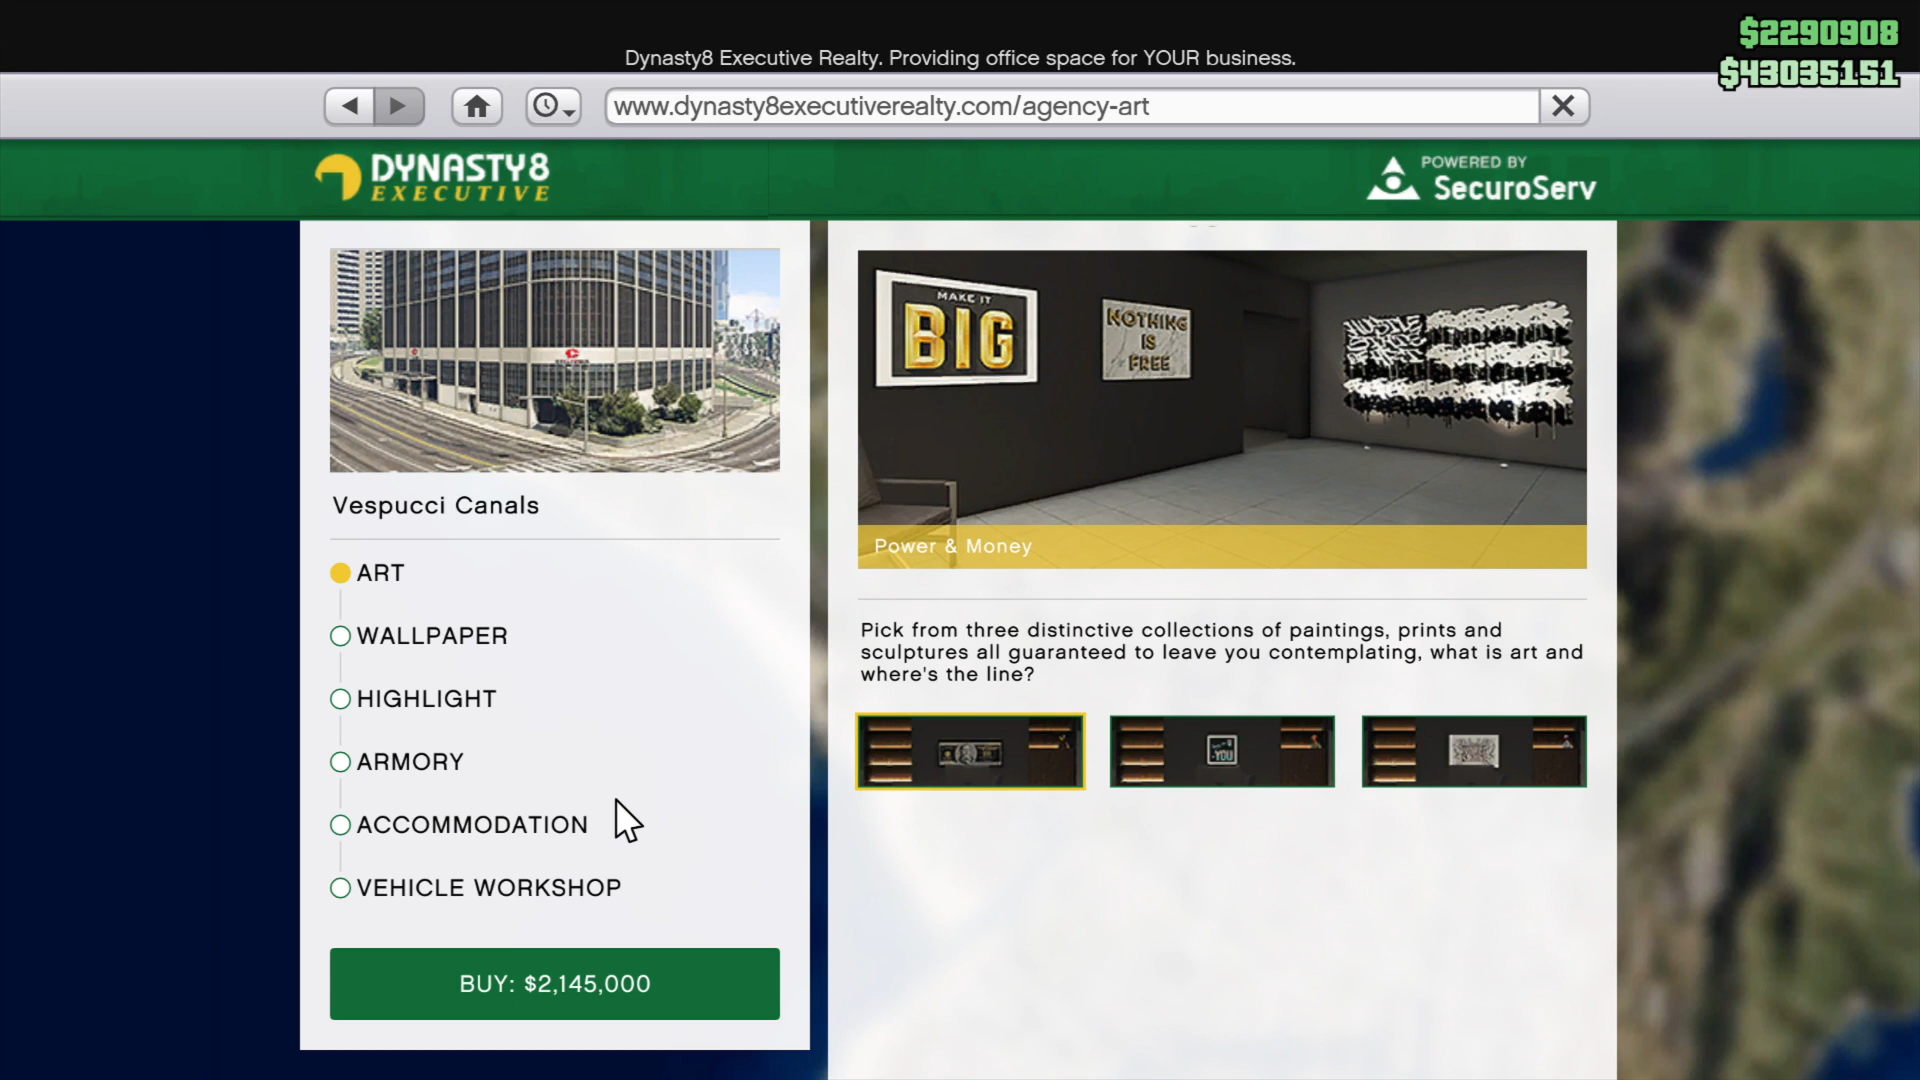 $2290908
Dynasty8 Executive Realty. Providing office space for YOUR business.
$43035151
www.dynasty8executiverealty.com/agency-art
DYNASTY8
EXECUTIVE
POWERED BY
SecuroServ
MAKE IT
BIG
NOTHING
IS
FREE
Vespucci Canals
Power & Money
ART
WALLPAPER
HIGHLIGHT
ARMORY
ACCOMMODATION
VEHICLE WORKSHOP
BUY: $2,145,000
Pick from three distinctive collections of paintings, prints and
sculptures all guaranteed to leave you contemplating, what is art and
where's the line?
YOU